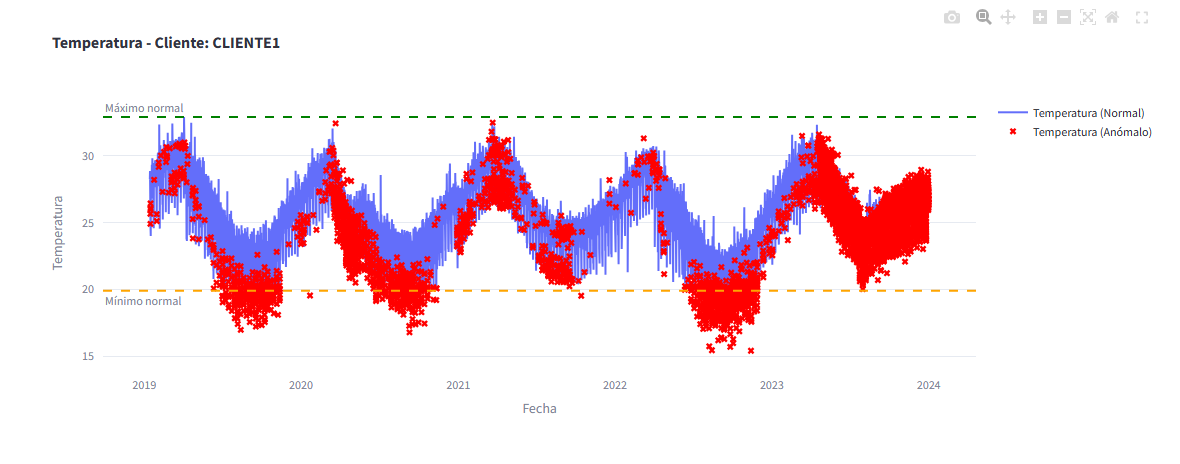 Temperatura - Cliente: CLIENTE1
Máximo normal
Temperatura (Normal)
Temperatura (Anómalo)
30
25
20
15
Temperatura
Mínimo normal
2019
2020
2021
2022
2023
2024
Fecha